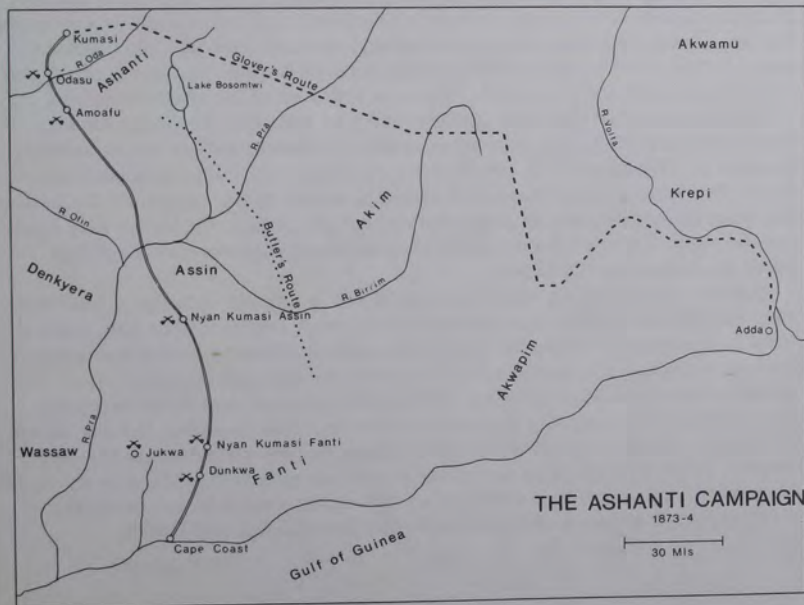 Kumasi
R Oda
Ashanti
Odasu
Amoafu
Lake Bosomtwi
Glover's Route
Akwamu
R Volta
R Pra
Krepi
Akim
R Ofin
Butler's Route
Denkyera
Assin
R Birrim
Nyan Kumasi Assin
Adda
Akwapim
R Pra
Wassaw
Jukwa
Nyan Kumasi Fanti
Dunkwa
Fanti
Cape Coast
Gulf of Guinea
THE ASHANTI CAMPAIGN
1873-4
30 Mls